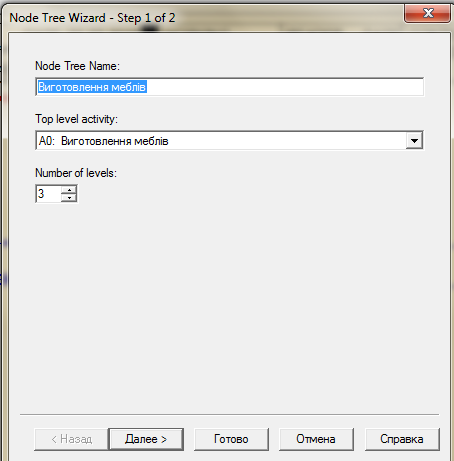 Node Tree Wizard - Step 1 of 2
Node Tree Name:
Виготовлення меблів
Top level activity:
A0: Виготовлення меблів
Number of levels:
3
< Назад Далее > Готово Отмена Справка